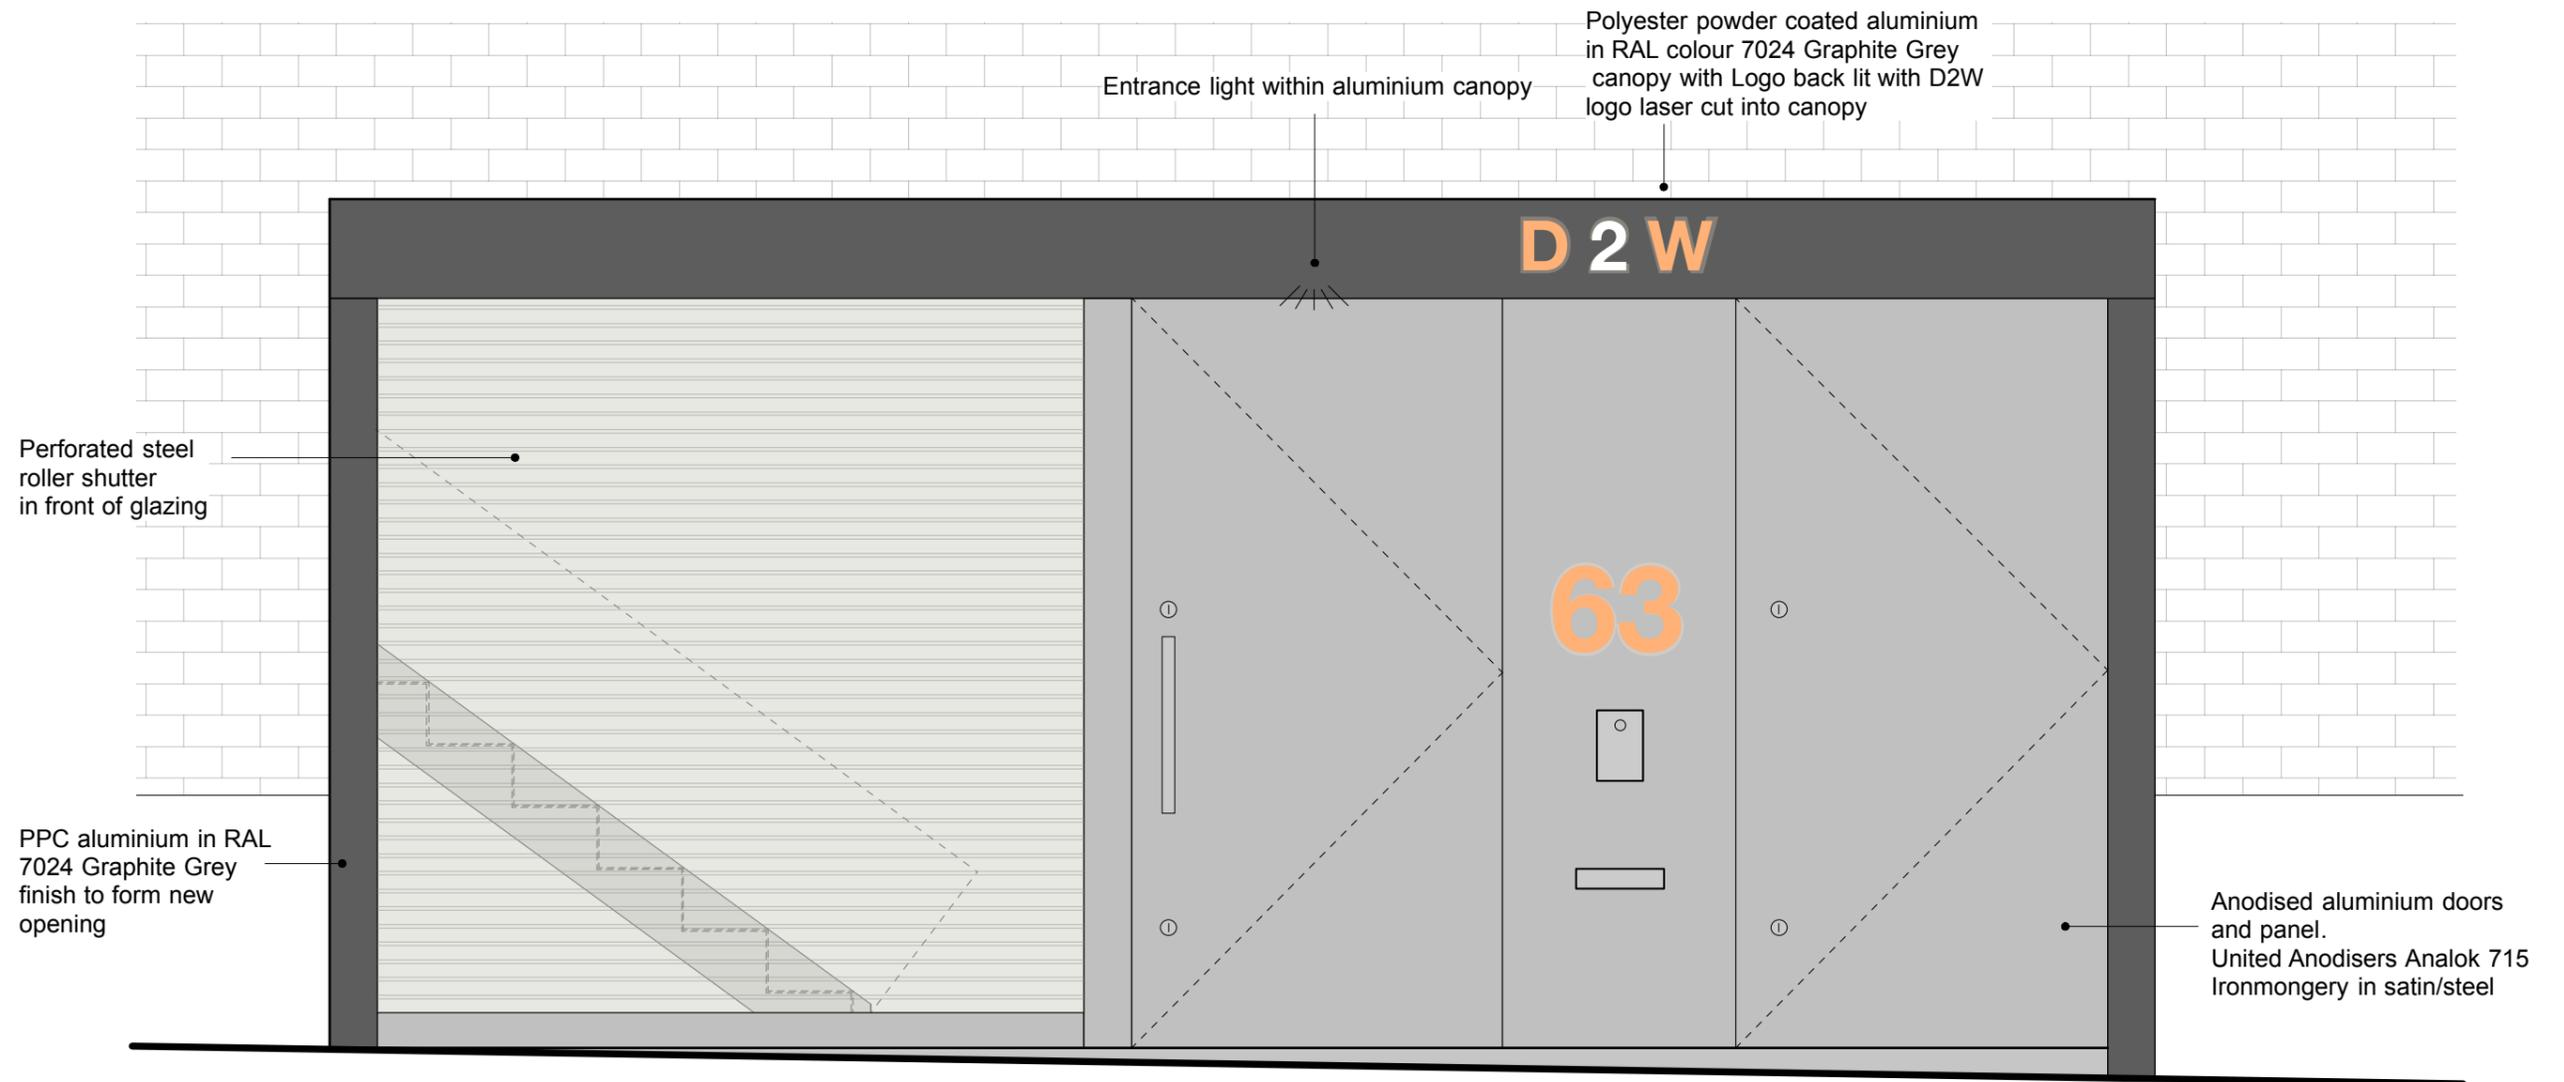 Polyester powder coated aluminium
in RAL colour 7024 Graphite Grey
canopy with Logo back lit with D2W
logo laser cut into canopy
Entrance light within aluminium canopy
D2W
Perforated steel
roller shutter
in front of glazing
63
PPC aluminium in RAL
7024 Graphite Grey
finish to form new
opening
Anodised aluminium doors
and panel.
United Anodisers Analok 715
Ironmongery in satin/steel